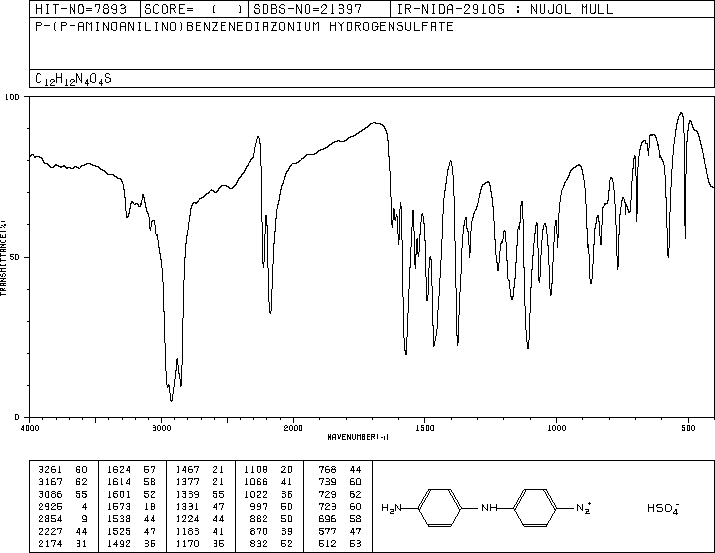 HIT-NO=7893 SCORE= ( ) SDBS-NO=21397 IR-NIDA-29105 : NUJOL MULL
P-(P-AMINOANILINO)BENZENEDIAZONIUM HYDROGENSULFATE
C12H12N4O4S
100
50
0
TRANSMITTANCE(%)
4000 3000 2000 1500 1000 500
WAVENUMBER(-1)
3261 60 1624 57 1467 21 1108 20 768 44
3167 62 1614 58 1377 21 1066 41 739 60
3086 55 1601 52 1339 55 1022 36 729 62
2925 4 1573 18 1331 47 997 50 723 60
2854 9 1538 44 1224 44 882 50 696 58
2227 44 1525 47 1183 41 870 39 577 47
2174 31 1492 35 1170 35 832 52 512 53
H2N NH N2+ HSO4-